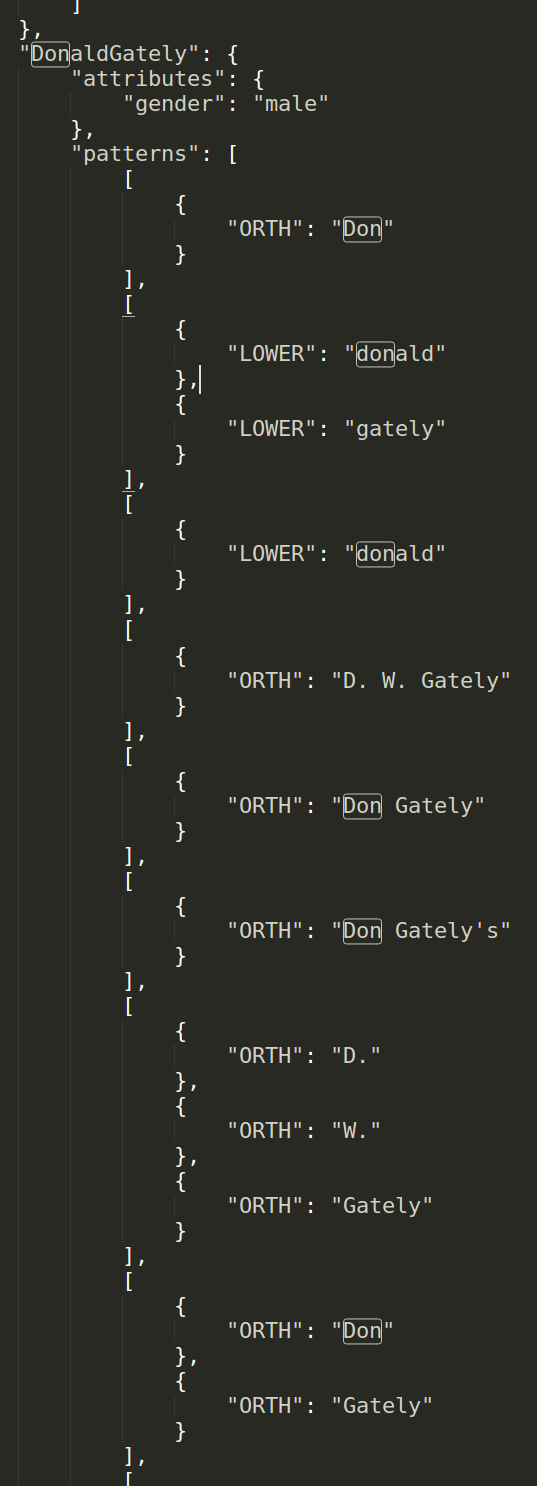 ]
},
"DonaldGately": {
"attributes": {
"gender": "male"
},
"patterns": [
[
{
"ORTH": "Don"
}
],
[
{
"LOWER": "donald"
},
{
"LOWER": "gately"
}
],
[
{
"LOWER": "donald"
}
],
[
{
"ORTH": "D. W. Gately"
}
],
[
{
"ORTH": "Don Gately"
}
],
[
{
"ORTH": "Don Gately's"
}
],
[
{
"ORTH": "D."
},
{
"ORTH": "W."
},
{
"ORTH": "Gately"
}
],
[
{
"ORTH": "Don"
},
{
"ORTH": "Gately"
}
],
[